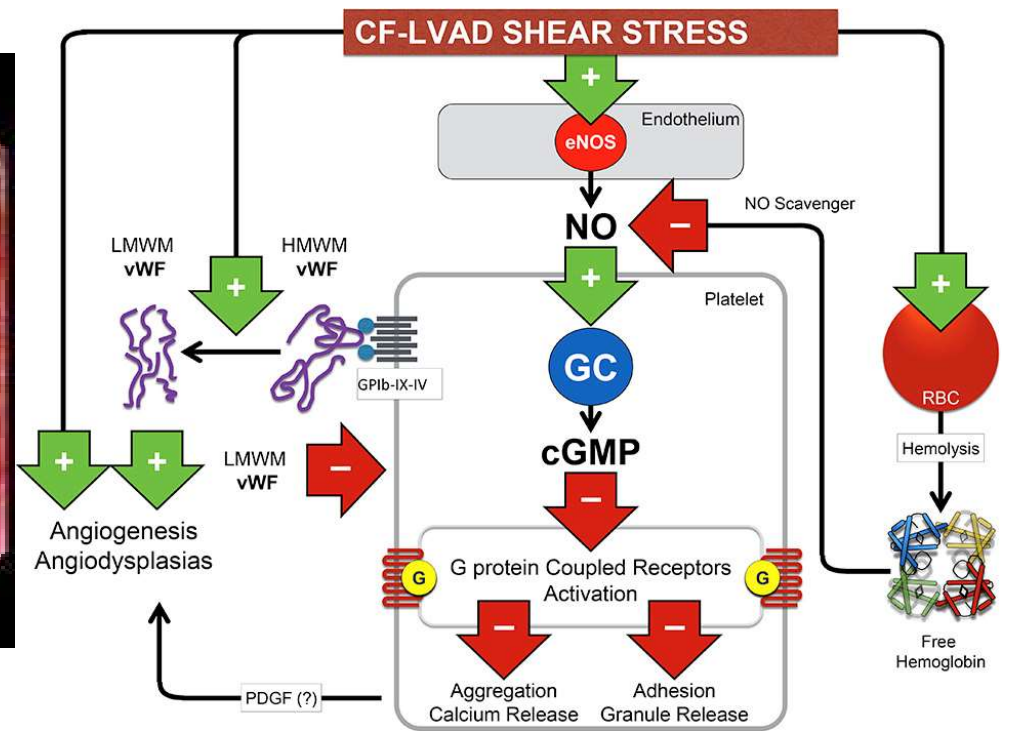 CF-LVAD SHEAR STRESS
+
Endothelium
eNOS
NO Scavenger
NO
–
LMWM
vWF
HMWM
vWF
+
+
+
Platelet
GC
RBC
GPIb-IX-IV
cGMP
Hemolysis
+
+
LMWM
vWF
–
–
Angiogenesis
Angiodysplasias
G
G protein Coupled Receptors
Activation
G
–
–
Free
Hemoglobin
PDGF (?)
Aggregation
Calcium Release
Adhesion
Granule Release